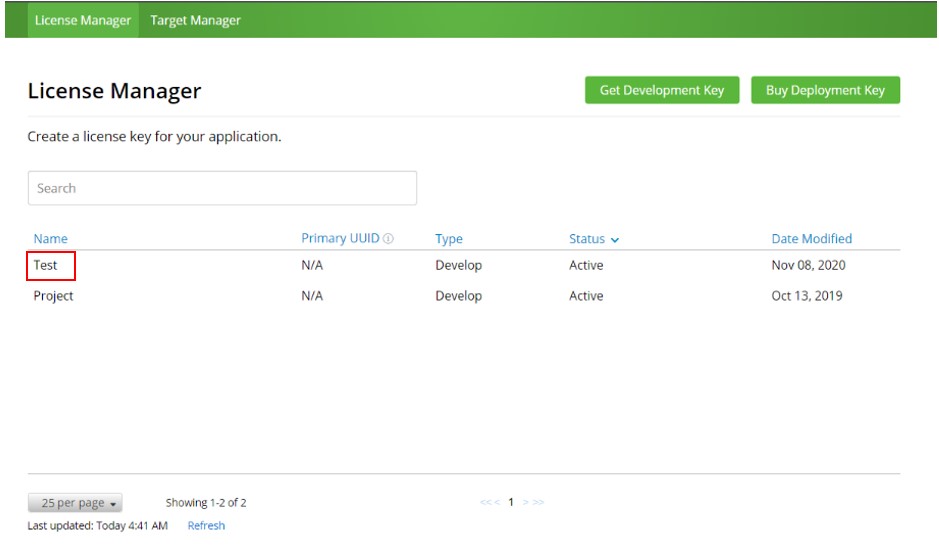 License Manager Target Manager
License Manager Get Development Key Buy Deployment Key
Create a license key for your application.
Search
Name Primary UUID Type Status Date Modified
Test N/A Develop Active Nov 08, 2020
Project N/A Develop Active Oct 13, 2019
25 per page Showing 1-2 of 2 <<< 1 > >>
Last updated: Today 4:41 AM Refresh